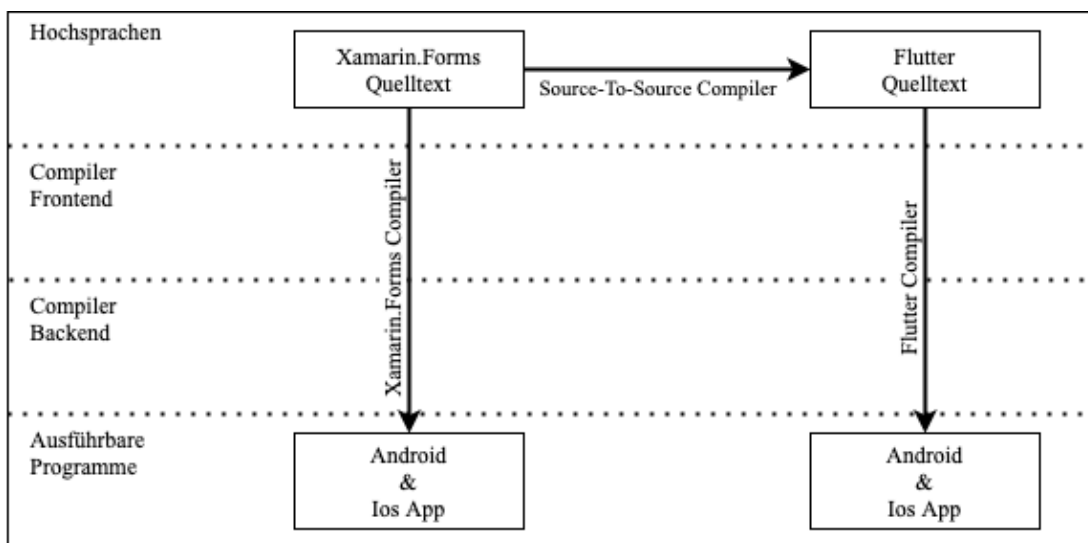 Hochsprachen
Xamarin.Forms
Quelltext
Source-To-Source Compiler
Flutter
Quelltext
Compiler
Frontend
Xamarin.Forms Compiler
Flutter Compiler
Compiler
Backend
Ausführbare
Programme
Android
&
Ios App
Android
&
Ios App